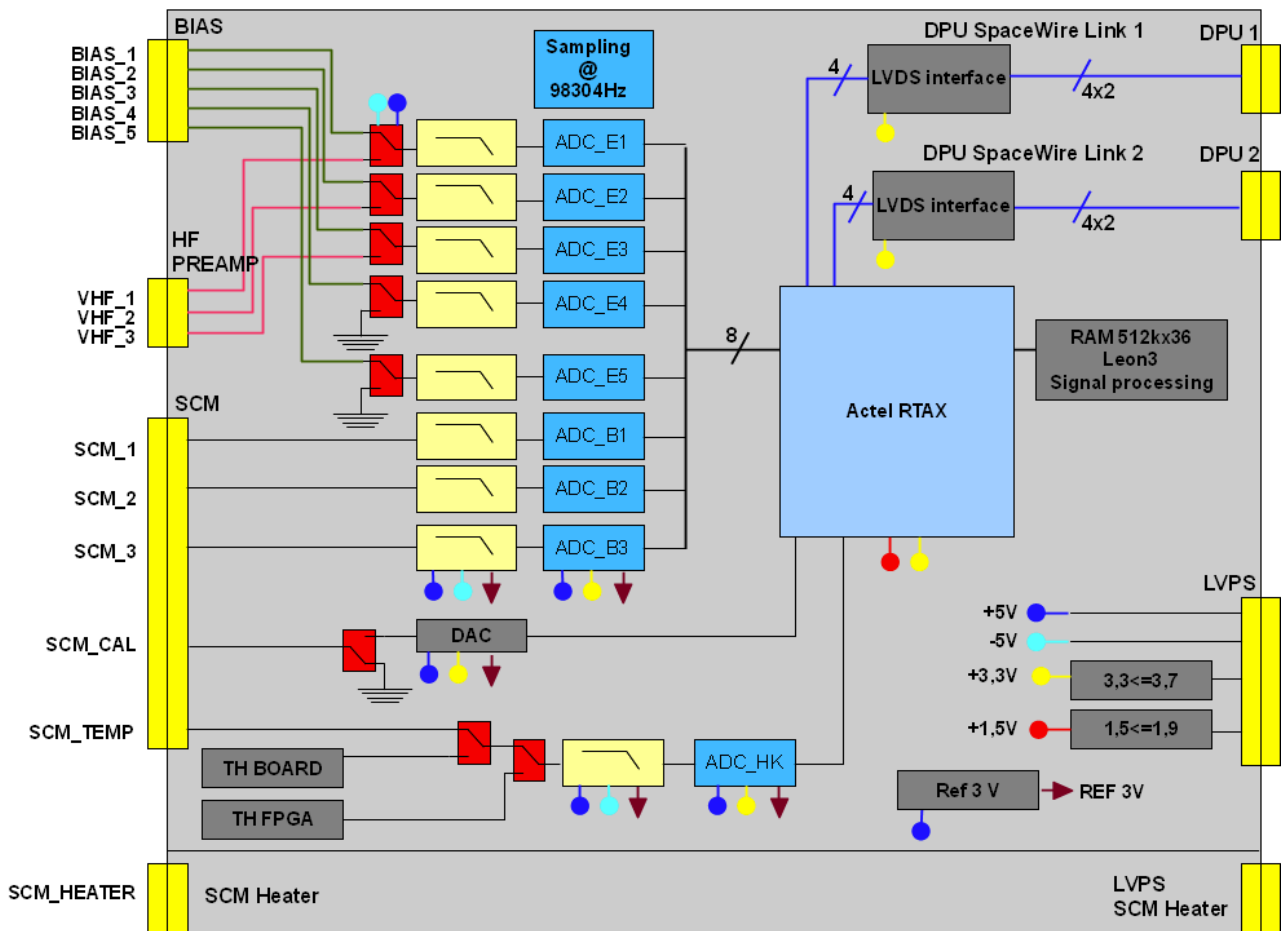 BIAS
BIAS_1
BIAS_2
BIAS_3
BIAS_4
BIAS_5
Sampling
@
98304Hz
DPU SpaceWire Link 1
DPU 1
4
LVDS interface
4x2
DPU SpaceWire Link 2
DPU 2
4
LVDS interface
4x2
ADC_E1
ADC_E2
ADC_E3
ADC_E4
ADC_E5
ADC_B1
ADC_B2
ADC_B3
HF
PREAMP
VHF_1
VHF_2
VHF_3
8
Actel RTAX
RAM 512kx36
Leon3
Signal processing
SCM
SCM_1
SCM_2
SCM_3
SCM_CAL
DAC
SCM_TEMP
TH BOARD
TH FPGA
ADC_HK
LVPS
+5V
-5V
+3,3V
3,3<=3,7
+1,5V
1,5<=1,9
Ref 3 V
REF 3V
SCM_HEATER
SCM Heater
LVPS
SCM Heater